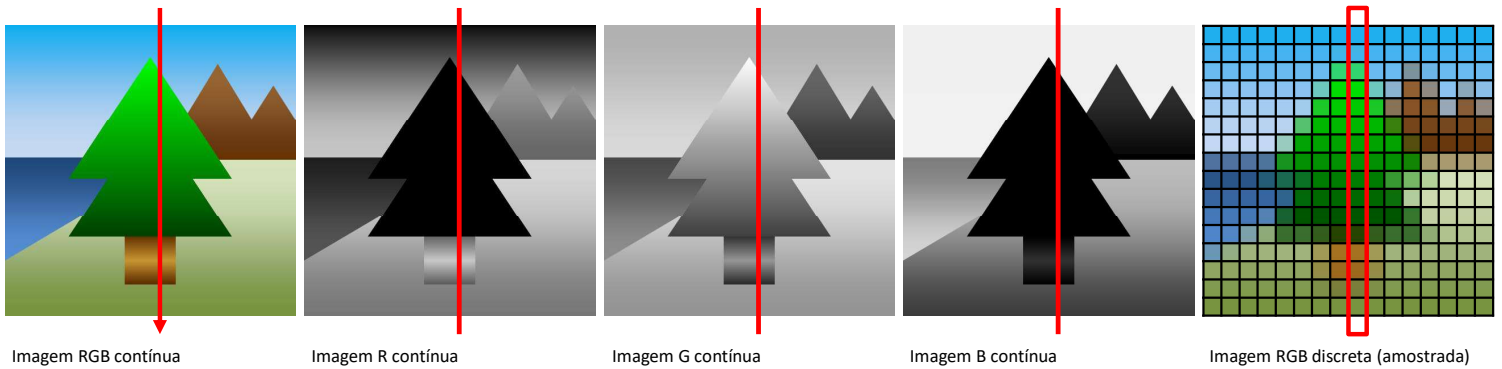 Imagem RGB contínua
Imagem R contínua
Imagem G contínua
Imagem B contínua
Imagem RGB discreta (amostrada)